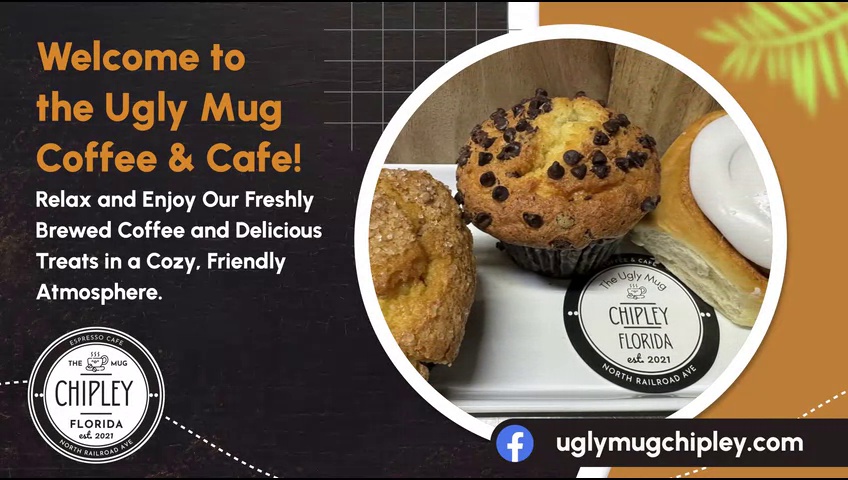 Welcome to
the Ugly Mug
Coffee & Cafe!
Relax and Enjoy Our Freshly
Brewed Coffee and Delicious
Treats in a Cozy, Friendly
Atmosphere.
ESPRESSO CAFE
THE MUG
CHIPLEY
FLORIDA
est. 2021
NORTH RAILROAD AVE
& CAFE
The Ugly Mug
CHIPLEY
FLORIDA
est. 2021
NORTH RAILROAD AVE
uglymugchipley.com